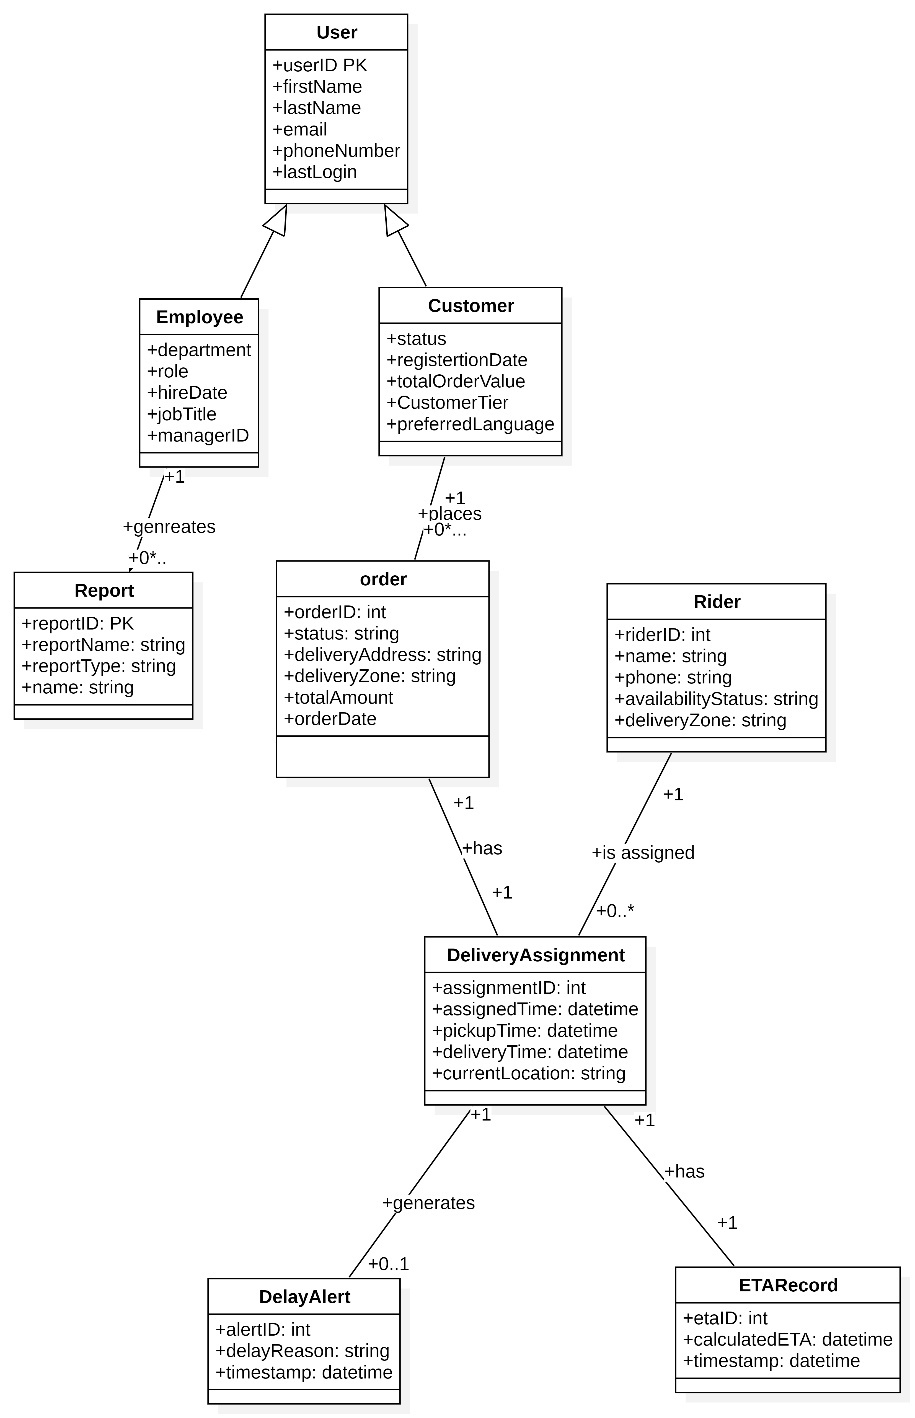 User
+userID PK
+firstName
+lastName
+email
+phoneNumber
+lastLogin
Employee
+department
+role
+hireDate
+jobTitle
+managerID
Customer
+status
+registertionDate
+totalOrderValue
+CustomerTier
+preferredLanguage
+1
+genreates
+0*..
+1
+places
+0*...
Report
+reportID: PK
+reportName: string
+reportType: string
+name: string
order
+orderID: int
+status: string
+deliveryAddress: string
+deliveryZone: string
+totalAmount
+orderDate
Rider
+riderID: int
+name: string
+phone: string
+availabilityStatus: string
+deliveryZone: string
+1
+has
+1
+1
+is assigned
+0..*
DeliveryAssignment
+assignmentID: int
+assignedTime: datetime
+pickupTime: datetime
+deliveryTime: datetime
+currentLocation: string
+1
+generates
+0..1
+1
+has
+1
DelayAlert
+alertID: int
+delayReason: string
+timestamp: datetime
ETARecord
+etaID: int
+calculatedETA: datetime
+timestamp: datetime